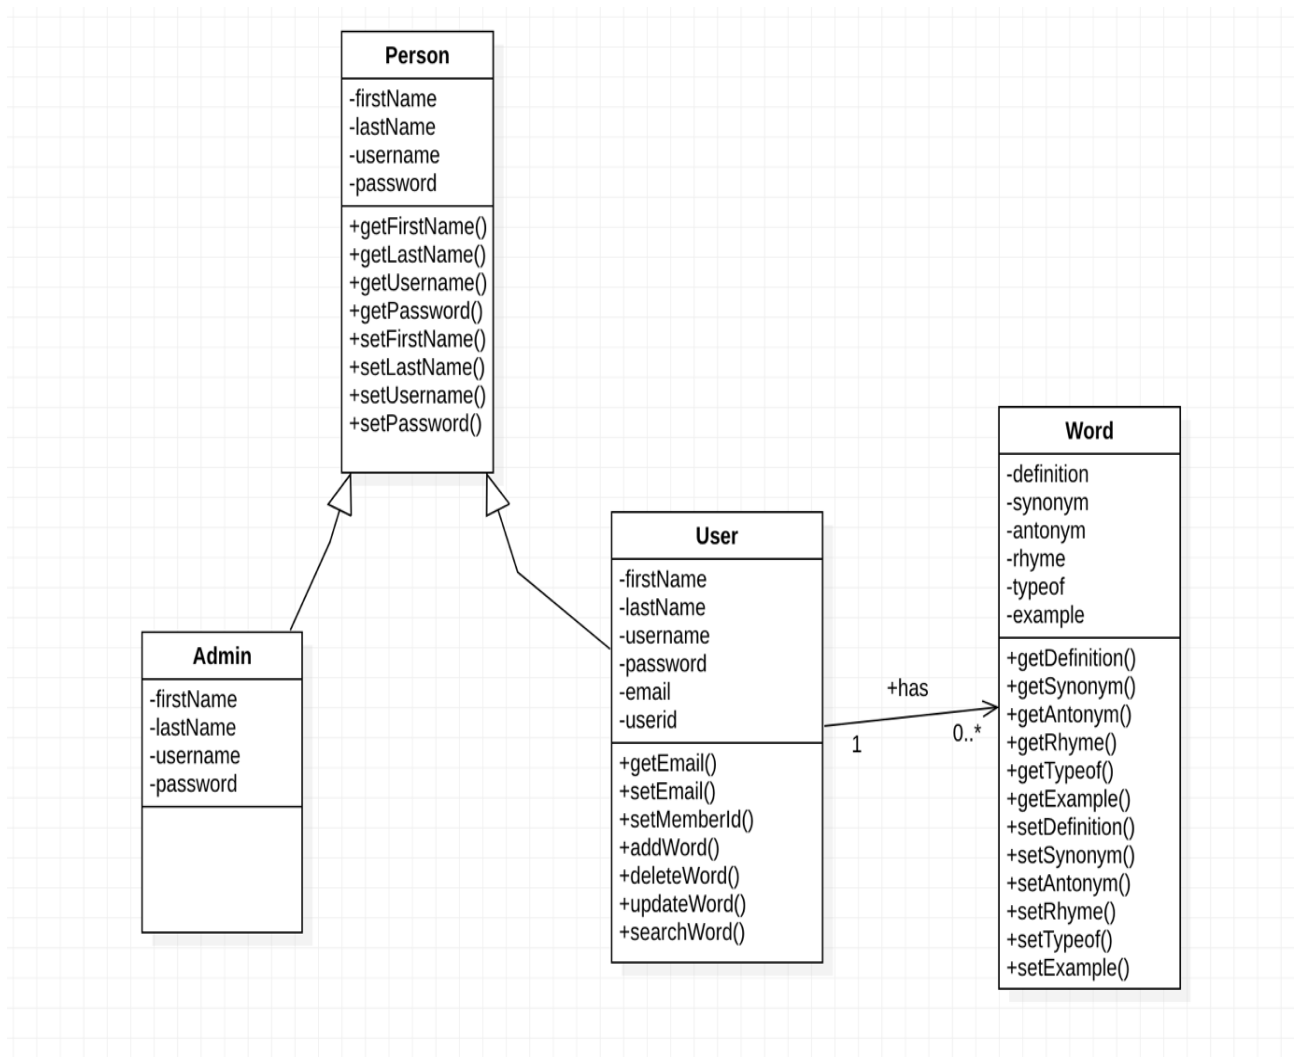 Person
-firstName
-lastName
-username
-password
+getFirstName()
+getLastName()
+getUsername()
+getPassword()
+setFirstName()
+setLastName()
+setUsername()
+setPassword()
Admin
-firstName
-lastName
-username
-password
User
-firstName
-lastName
-username
-password
-email
-userid
+getEmail()
+setEmail()
+setMemberId()
+addWord()
+deleteWord()
+updateWord()
+searchWord()
+has
1
0..*
Word
-definition
-synonym
-antonym
-rhyme
-typeof
-example
+getDefinition()
+getSynonym()
+getAntonym()
+getRhyme()
+getTypeof()
+getExample()
+setDefinition()
+setSynonym()
+setAntonym()
+setRhyme()
+setTypeof()
+setExample()